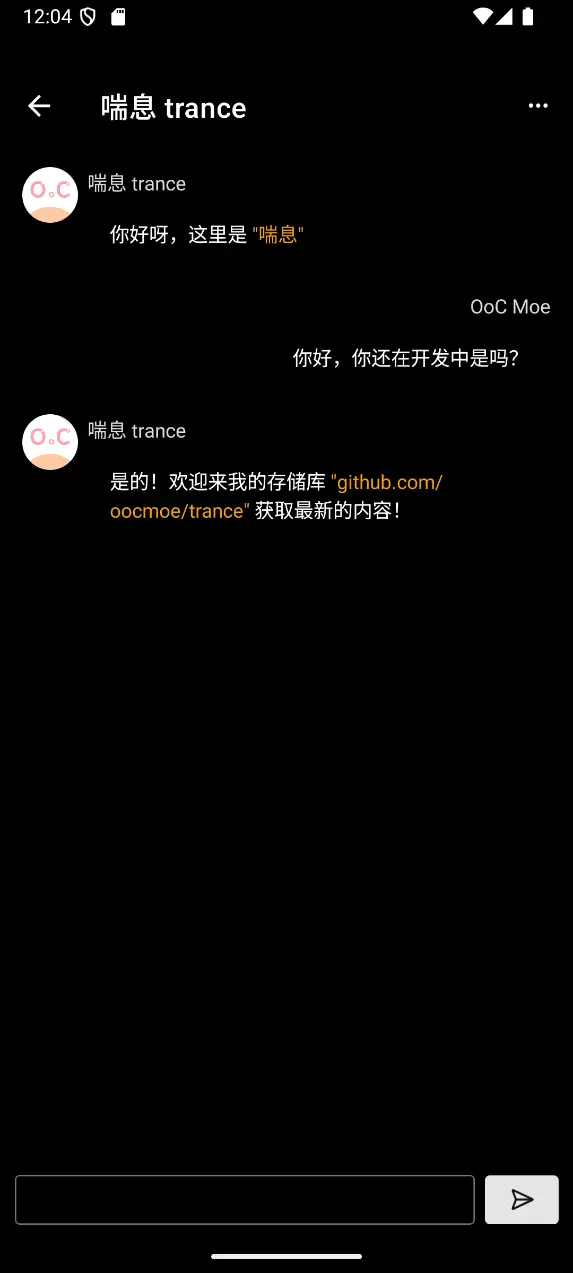 12:04
喘息 trance
O.C
喘息 trance
你好呀，这里是 "喘息"
OoC Moe
你好，你还在开发中是吗？
O.C
喘息 trance
是的！欢迎来我的存储库 "github.com/
oocmoe/trance" 获取最新的内容！